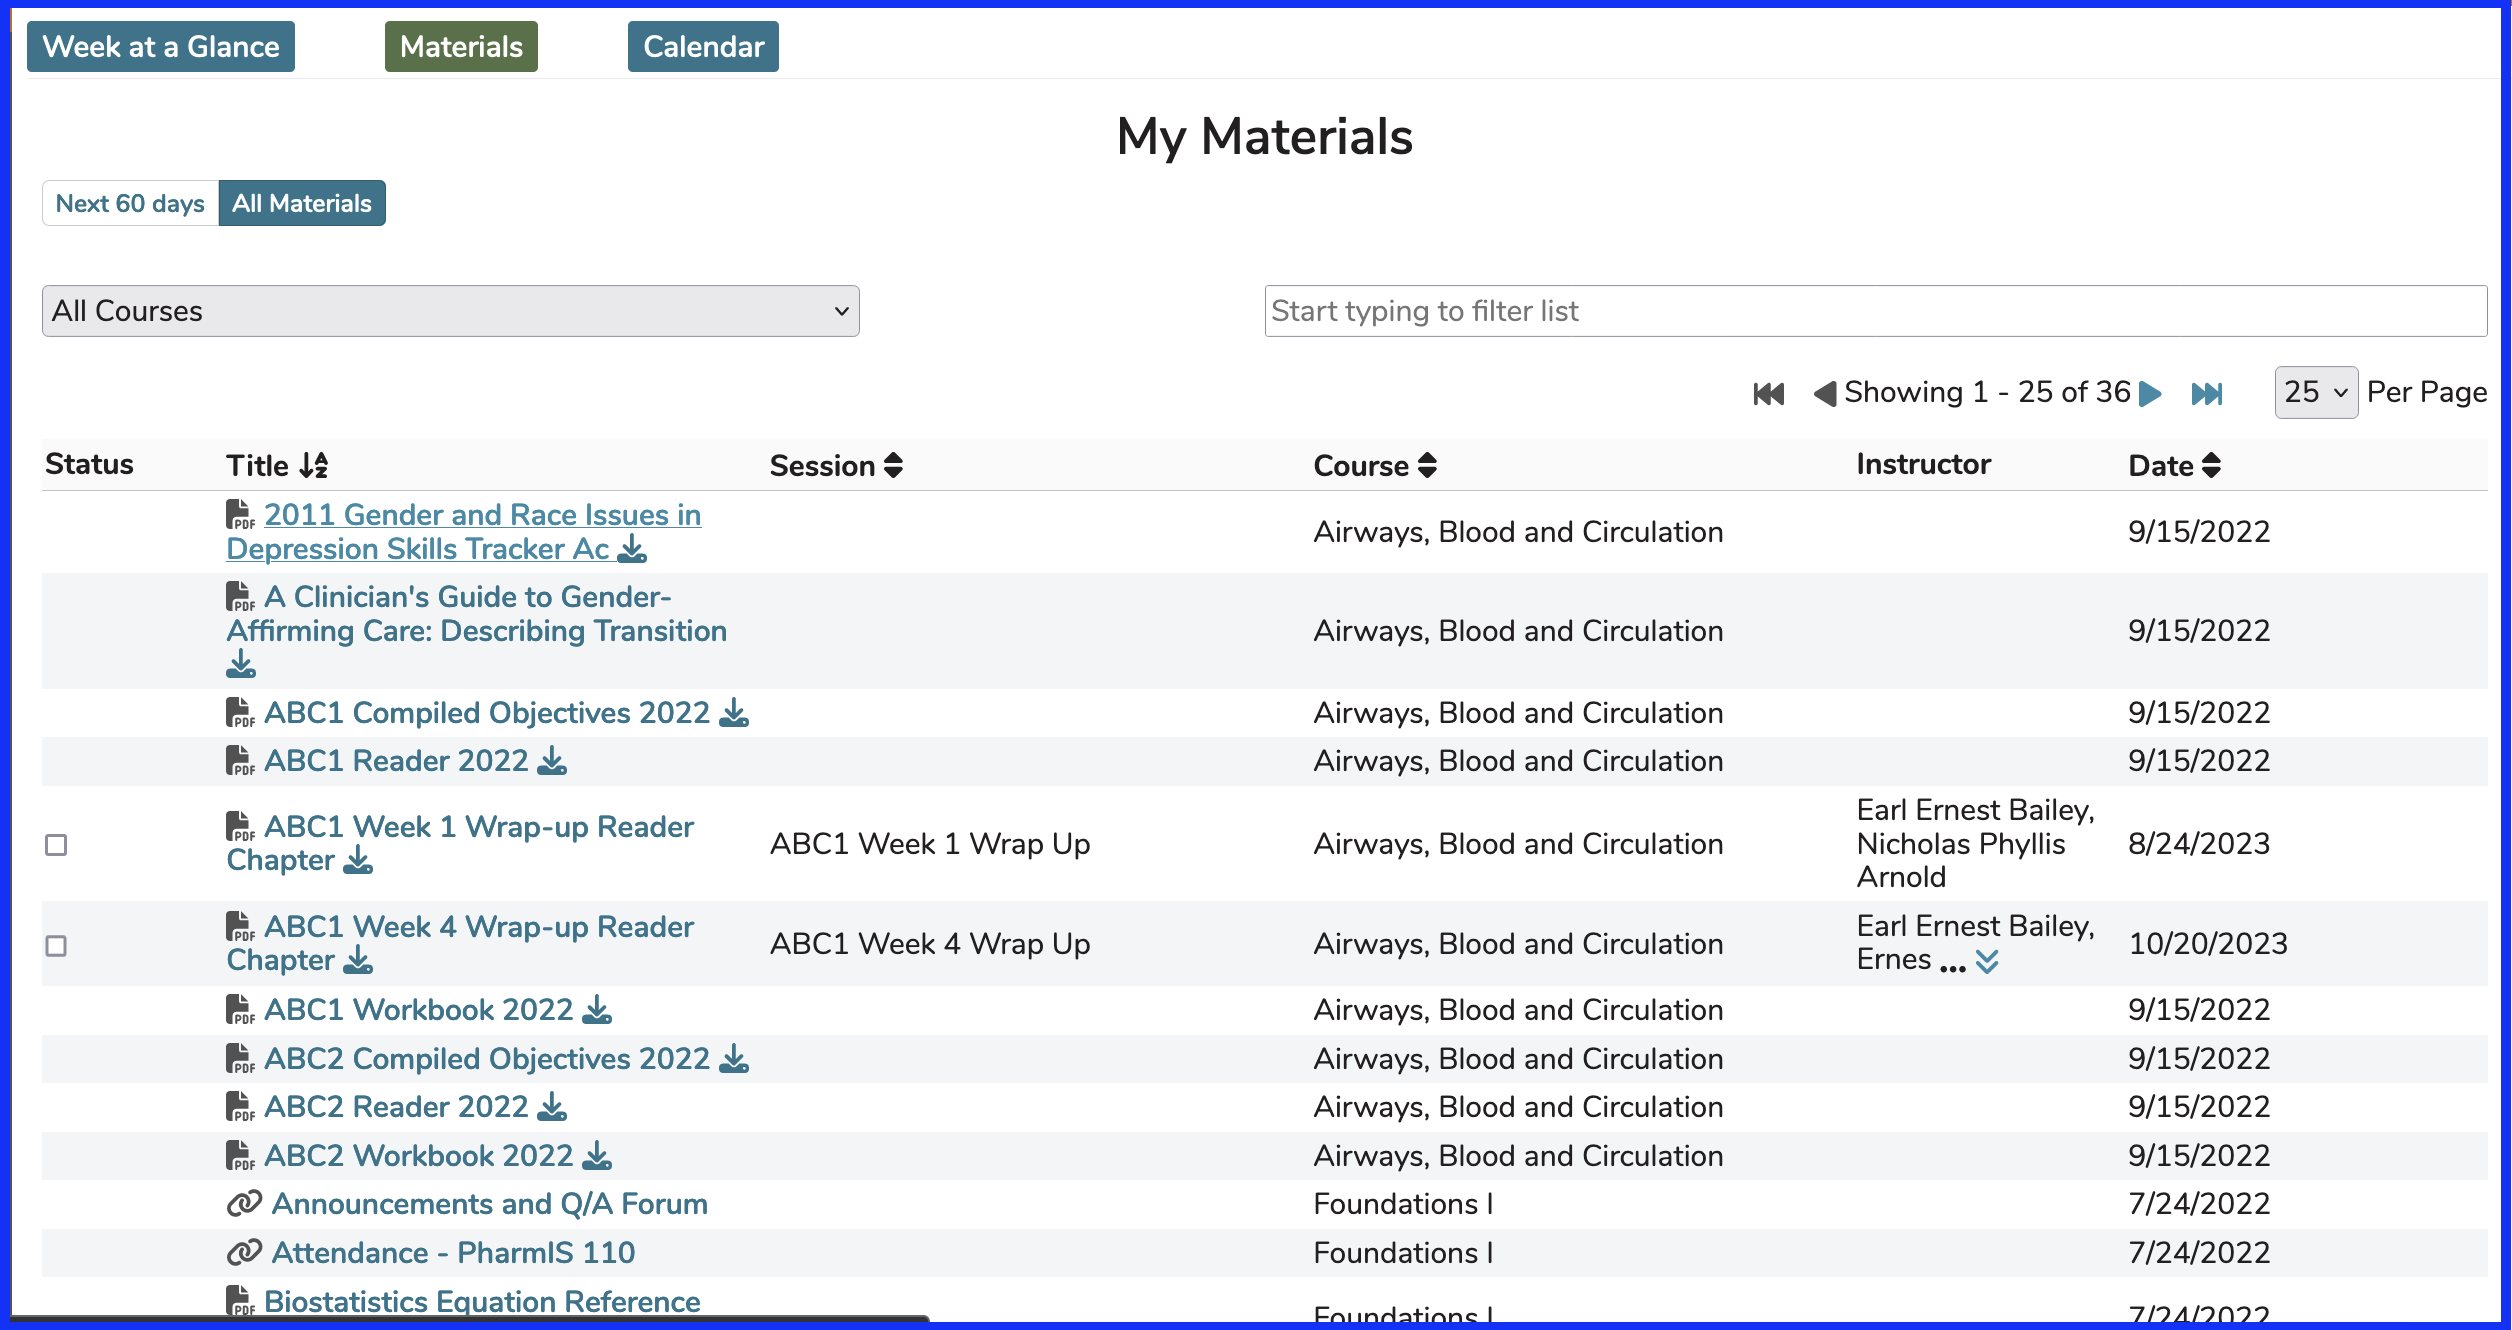 Week at a Glance Materials Calendar
My Materials
Next 60 days All Materials
All Courses Start typing to filter list
Showing 1 - 25 of 36 25 Per Page
Status Title Session Course Instructor Date
2011 Gender and Race Issues in
Depression Skills Tracker Ac Airways, Blood and Circulation 9/15/2022
A Clinician's Guide to Gender-
Affirming Care: Describing Transition Airways, Blood and Circulation 9/15/2022
ABC1 Compiled Objectives 2022 Airways, Blood and Circulation 9/15/2022
ABC1 Reader 2022 Airways, Blood and Circulation 9/15/2022
ABC1 Week 1 Wrap-up Reader
Chapter ABC1 Week 1 Wrap Up Airways, Blood and Circulation Earl Ernest Bailey,
Nicholas Phyllis
Arnold 8/24/2023
ABC1 Week 4 Wrap-up Reader
Chapter ABC1 Week 4 Wrap Up Airways, Blood and Circulation Earl Ernest Bailey,
Ernes ... 10/20/2023
ABC1 Workbook 2022 Airways, Blood and Circulation 9/15/2022
ABC2 Compiled Objectives 2022 Airways, Blood and Circulation 9/15/2022
ABC2 Reader 2022 Airways, Blood and Circulation 9/15/2022
ABC2 Workbook 2022 Airways, Blood and Circulation 9/15/2022
Announcements and Q/A Forum Foundations I 7/24/2022
Attendance - PharmIS 110 Foundations I 7/24/2022
Biostatistics Equation Reference Foundations I 7/24/2022